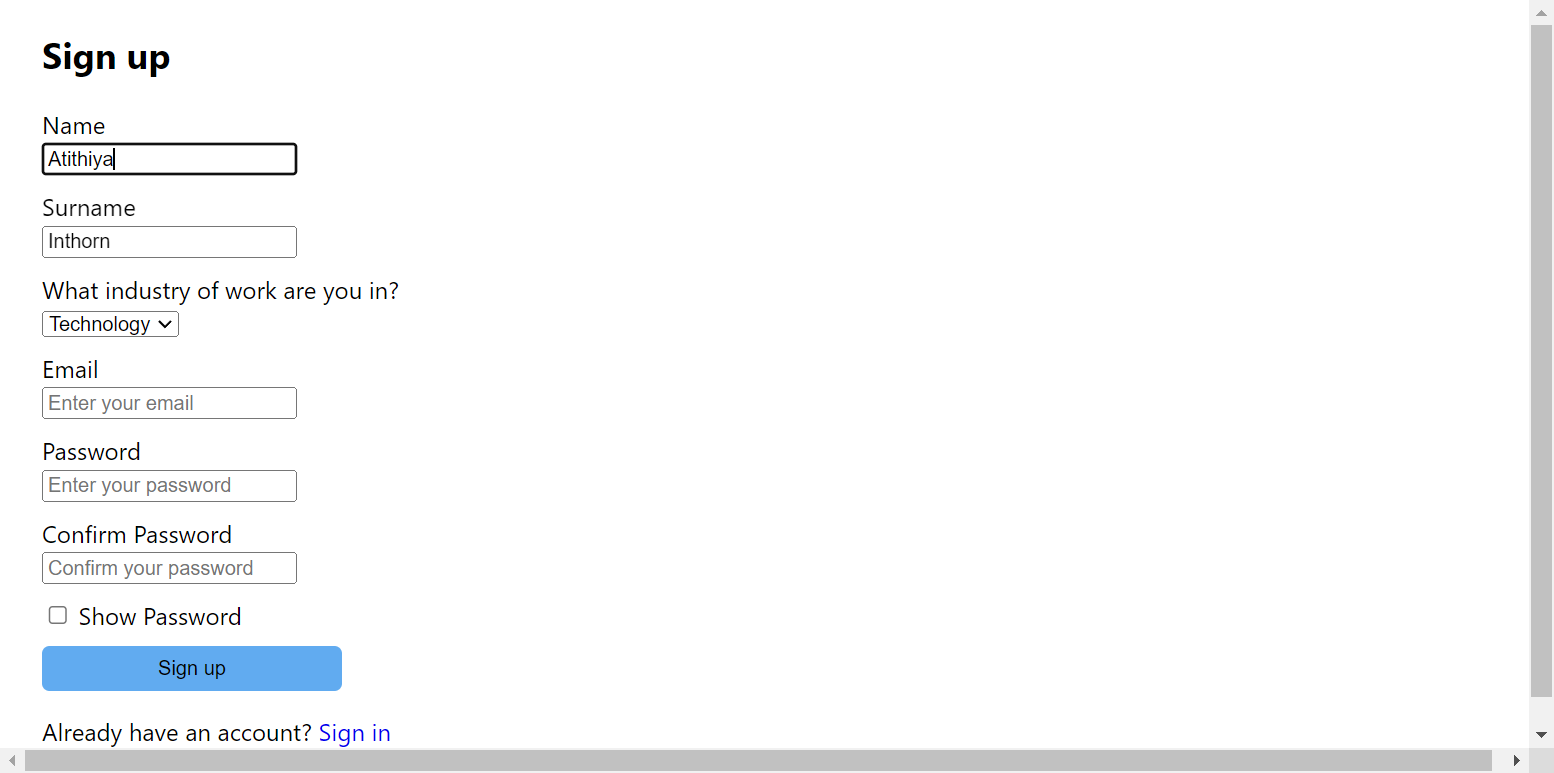 Sign up
Name
Atithiya
Surname
Inthorn
What industry of work are you in?
Technology
Email
Enter your email
Password
Enter your password
Confirm Password
Confirm your password
Show Password
Sign up
Already have an account? Sign in